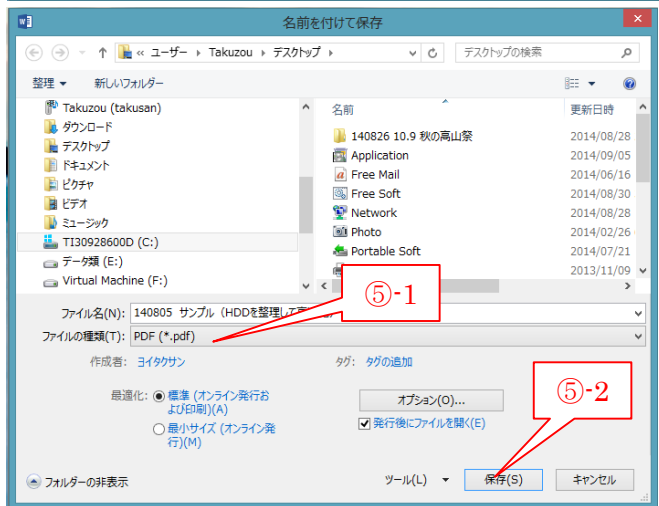 名前を付けて保存
« ユーザー ▸ Takuzou ▸ デスクトップ ▸
デスクトップの検索
整理 ▼ 新しいフォルダー
Takuzou (takusan)
ダウンロード
デスクトップ
ドキュメント
ピクチャ
ビデオ
ミュージック
TI30928600D (C:)
データ類 (E:)
Virtual Machine (F:)
名前 更新日時
140826 10.9 秋の高山祭 2014/08/28
Application 2014/09/05
Free Mail 2014/06/16
Free Soft 2014/08/30
Network 2014/08/28
Photo 2014/02/26
Portable Soft 2014/07/21
2013/11/09
⑤-1
ファイル名(N): 140805 サンプル（HDDを整理して
ファイルの種類(T): PDF (*.pdf)
作成者: ヨイタクサン タグ: タグの追加
最適化: 標準 (オンライン発行お
よび印刷)(A)
最小サイズ (オンライン発
行)(M)
オプション(O)...
発行後にファイルを開く(E)
⑤-2
フォルダーの非表示 ツール(L) ▼ 保存(S) キャンセル